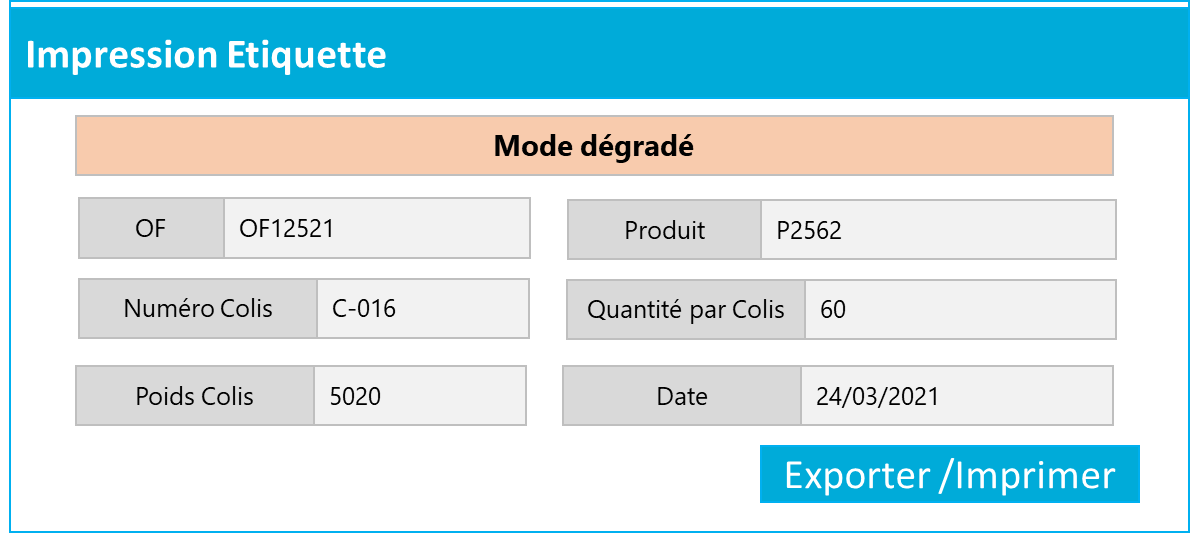 Impression Etiquette
Mode dégradé
OF OF12521 Produit P2562
Numéro Colis C-016 Quantité par Colis 60
Poids Colis 5020 Date 24/03/2021
Exporter /Imprimer